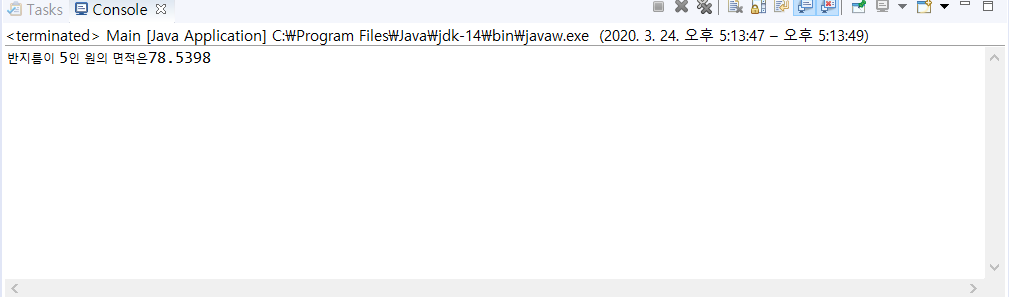 Tasks Console
<terminated> Main [Java Application] C:₩Program Files₩Java₩jdk-14₩bin₩javaw.exe (2020. 3. 24. 오후 5:13:47 – 오후 5:13:49)
반지름이 5인 원의 면적은78.5398